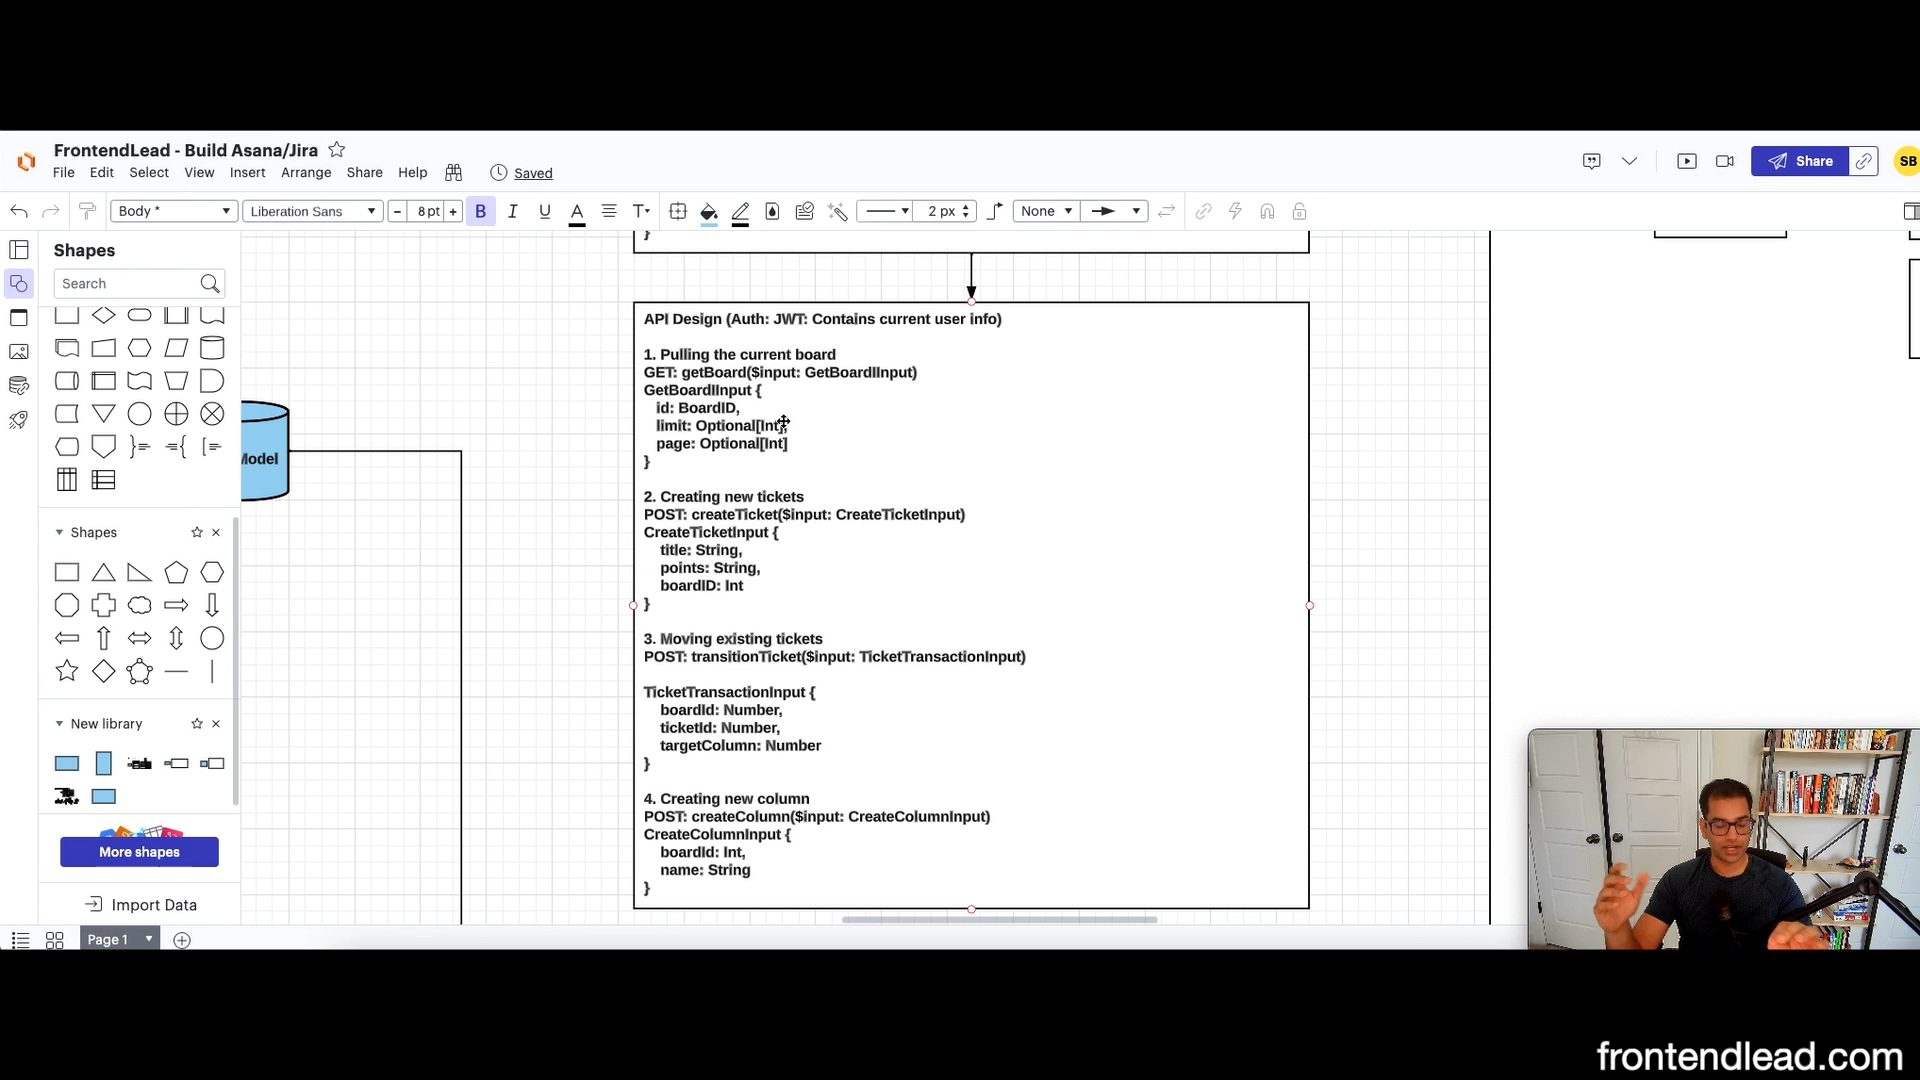 FrontendLead - Build Asana/Jira
File Edit Select View Insert Arrange Share Help Saved
Share
SB
Body *
Liberation Sans
- 8 pt +
B I U A T
2 px
None
Shapes
Search
Shapes
New library
More shapes
Import Data
Page 1
Model
}
API Design (Auth: JWT: Contains current user info)
1. Pulling the current board
GET: getBoard($input: GetBoardIInput)
GetBoardIInput {
id: BoardID,
limit: Optional[Int],
page: Optional[Int]
}
2. Creating new tickets
POST: createTicket($input: CreateTicketInput)
CreateTicketInput {
title: String,
points: String,
boardID: Int
}
3. Moving existing tickets
POST: transitionTicket($input: TicketTransactionInput)
TicketTransactionInput {
boardId: Number,
ticketId: Number,
targetColumn: Number
}
4. Creating new column
POST: createColumn($input: CreateColumnInput)
CreateColumnInput {
boardId: Int,
name: String
}
frontendlead.com